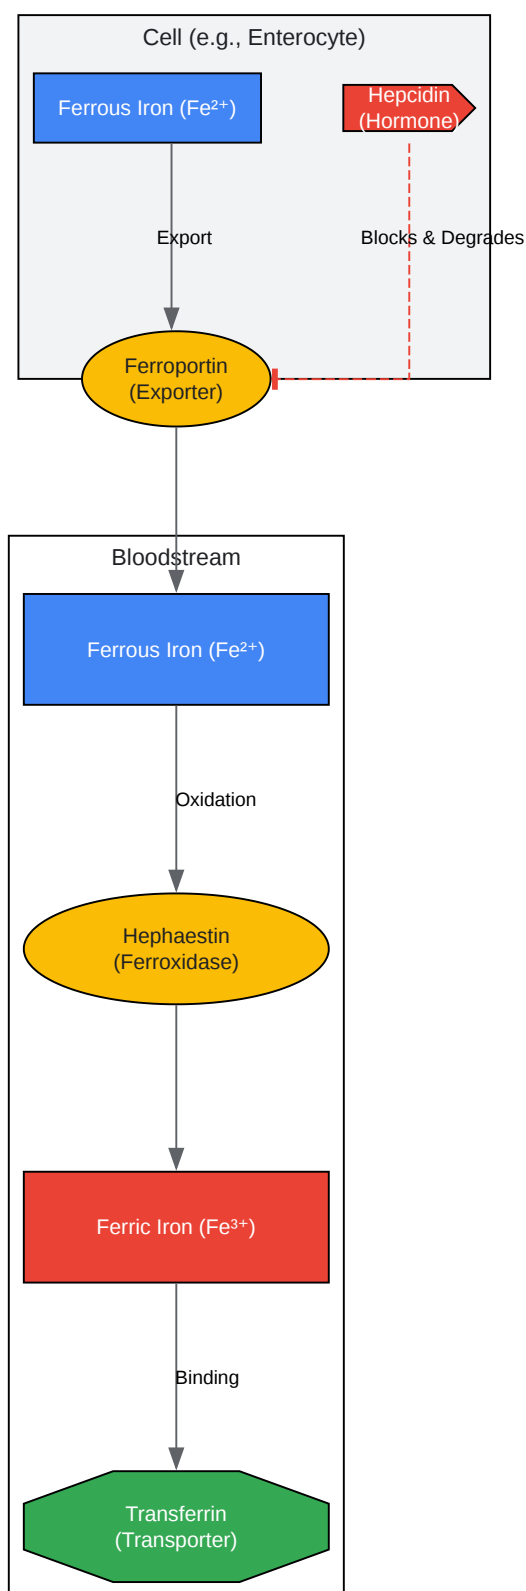 Cell (e.g., Enterocyte)
Ferrous Iron (Fe²⁺)
Hepcidin
(Hormone)
Export
Blocks & Degrades
Ferroportin
(Exporter)
Bloodstream
Ferrous Iron (Fe²⁺)
Oxidation
Hephaestin
(Ferroxidase)
Ferric Iron (Fe³⁺)
Binding
Transferrin
(Transporter)